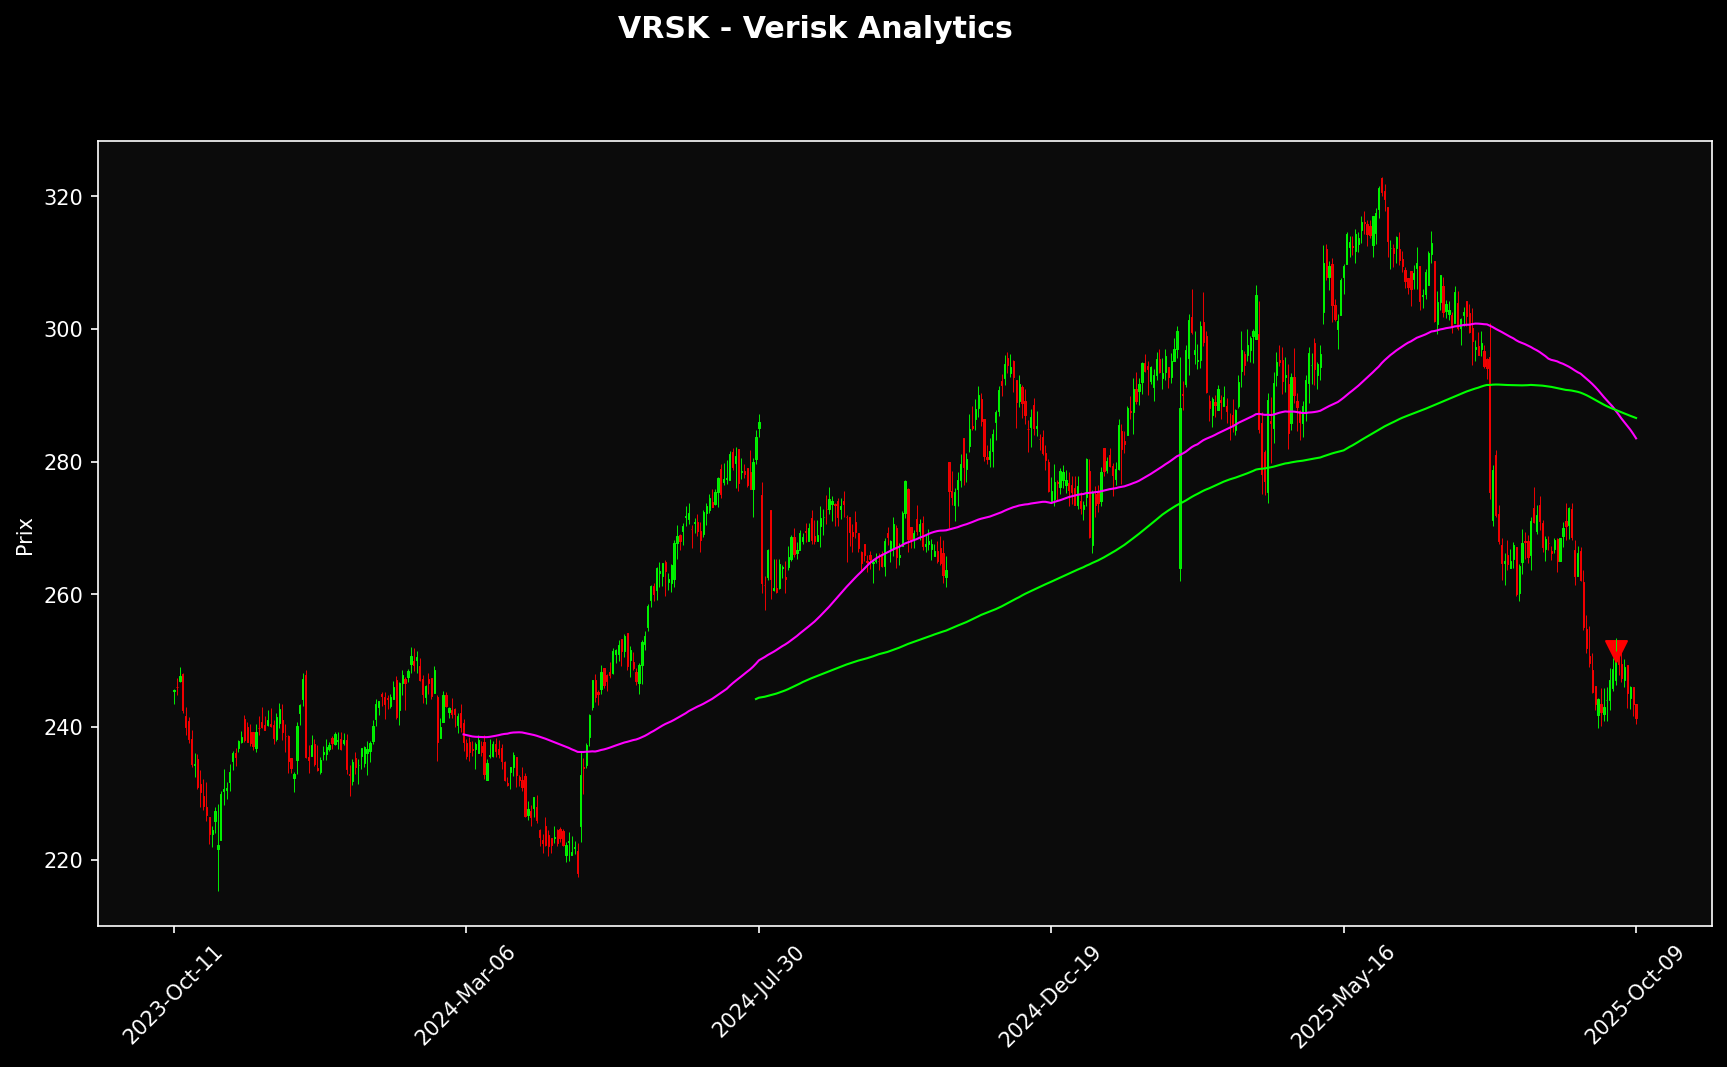 VRSK - Verisk Analytics
Prix
320
300
280
260
240
220
2023-Oct-11
2024-Mar-06
2024-Jul-30
2024-Dec-19
2025-May-16
2025-Oct-09